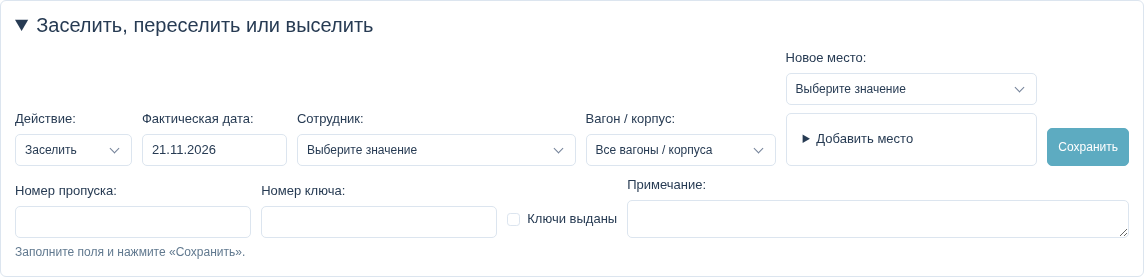 Заселить, переселить или выселить
Новое место:
Выберите значение
Действие: Фактическая дата: Сотрудник: Вагон / корпус:
Заселить 21.11.2026 Выберите значение Все вагоны / корпуса Добавить место Сохранить
Номер пропуска: Номер ключа: Примечание:
Ключи выданы
Заполните поля и нажмите «Сохранить».